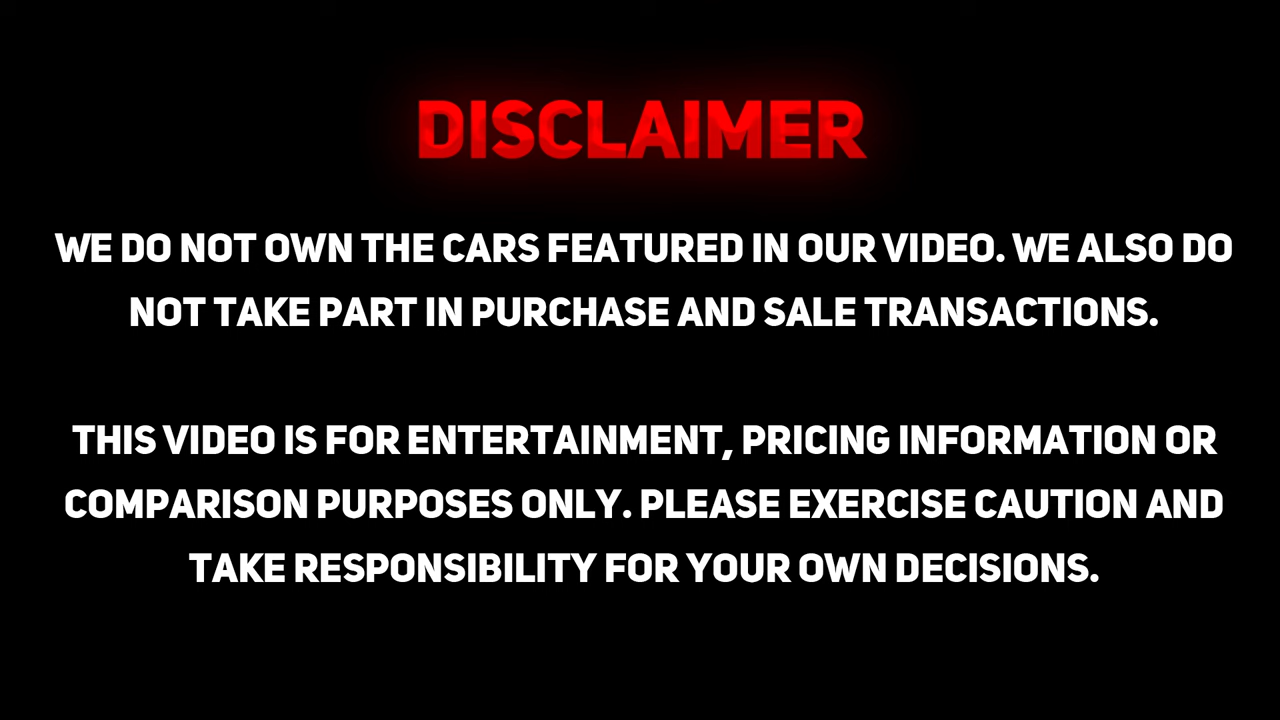 DISCLAIMER
WE DO NOT OWN THE CARS FEATURED IN OUR VIDEO. WE ALSO DO
NOT TAKE PART IN PURCHASE AND SALE TRANSACTIONS.
THIS VIDEO IS FOR ENTERTAINMENT, PRICING INFORMATION OR
COMPARISON PURPOSES ONLY. PLEASE EXERCISE CAUTION AND
TAKE RESPONSIBILITY FOR YOUR OWN DECISIONS.